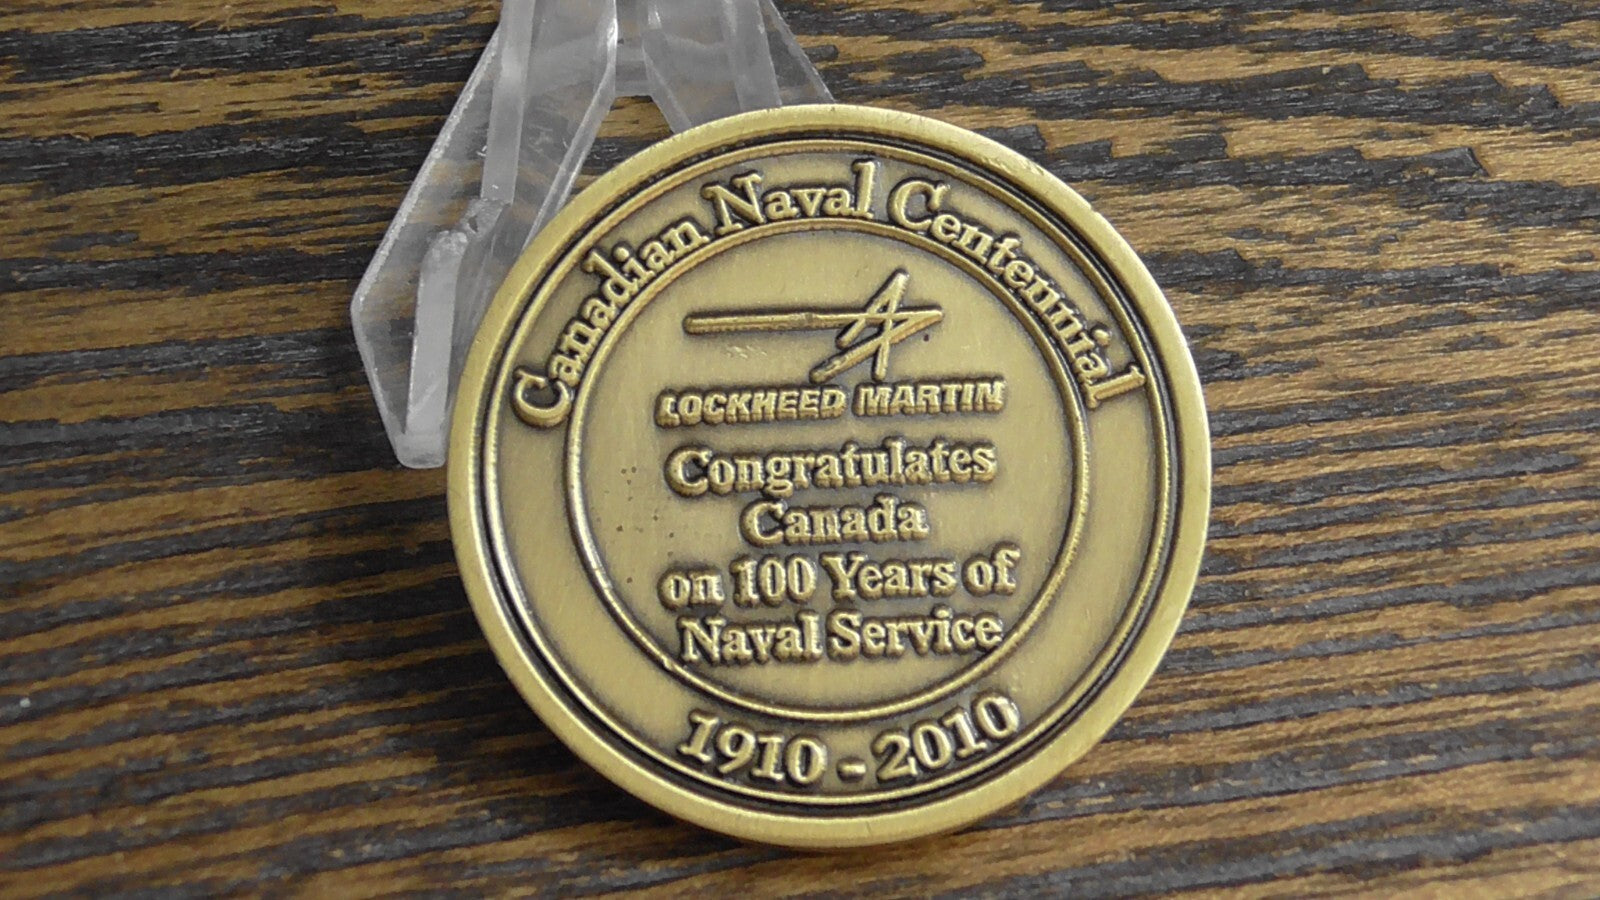 Canadian Naval Centennial
LOCKHEED MARTIN
Congratulates
Canada
on 100 Years of
Naval Service
1910 - 2010